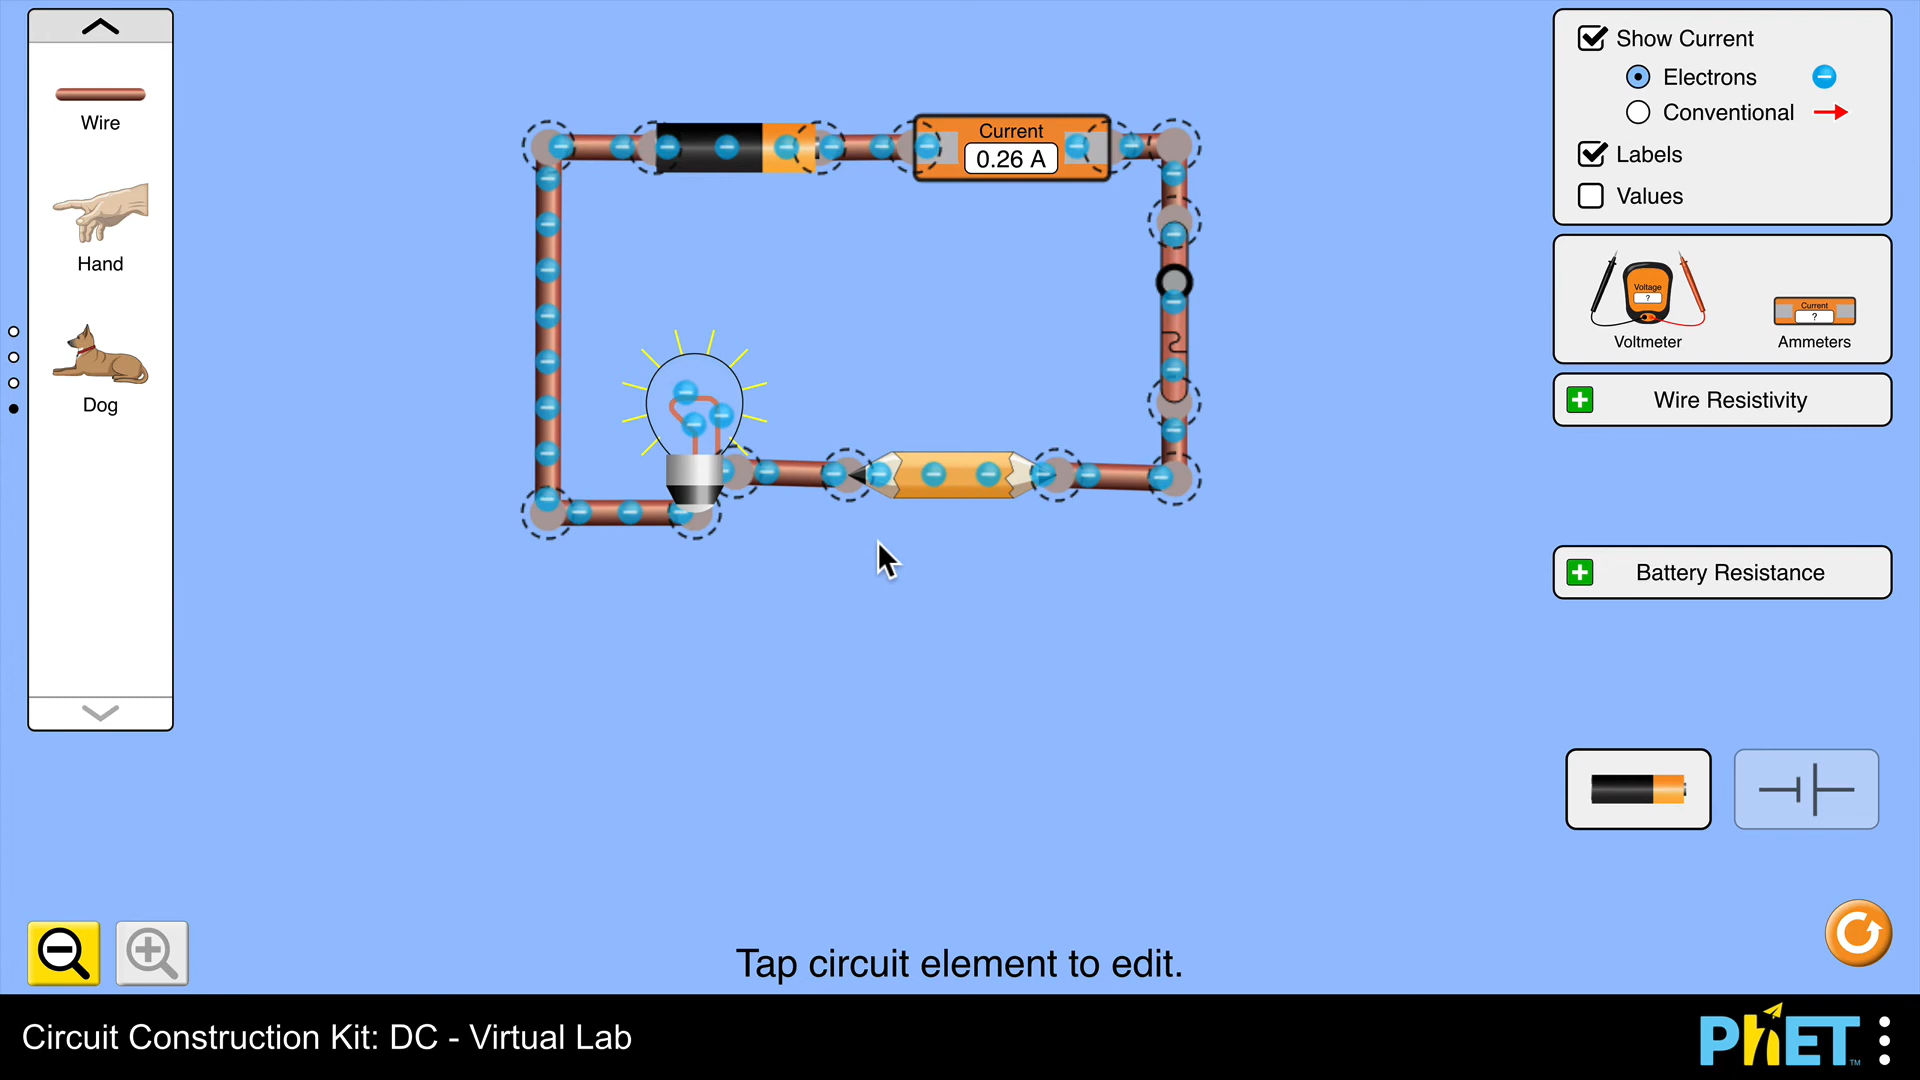 Wire
Hand
Dog
Current
0.26 A
Show Current
Electrons
Conventional
Labels
Values
Voltage
?
Voltmeter
Current
?
Ammeters
Wire Resistivity
Battery Resistance
Tap circuit element to edit.
Circuit Construction Kit: DC - Virtual Lab
PhET™